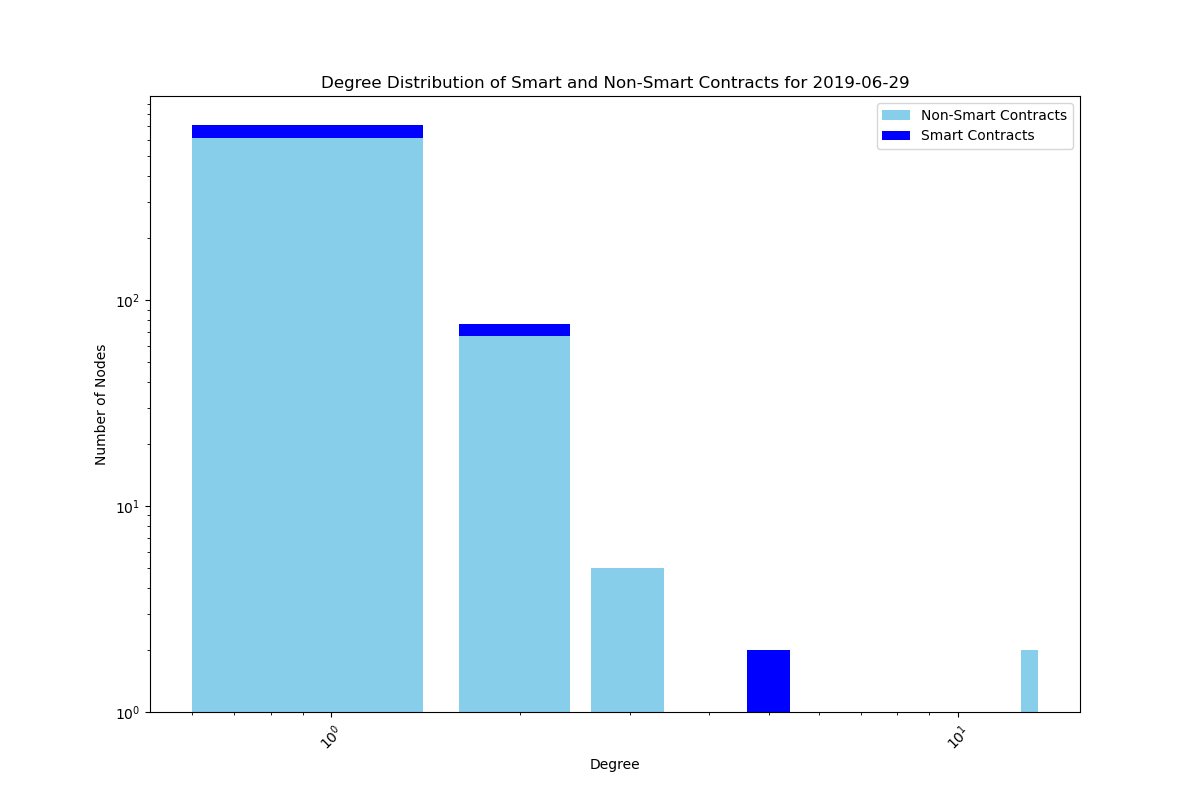 Degree Distribution of Smart and Non-Smart Contracts for 2019-06-29
Non-Smart Contracts
Smart Contracts
Number of Nodes
10²
10¹
10⁰
10⁰
10¹
Degree